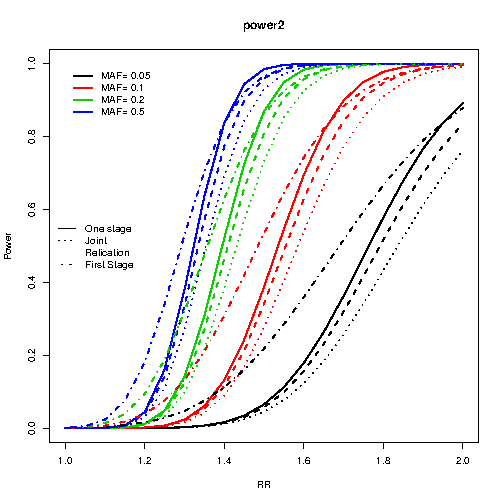 power2
MAF= 0.05
MAF= 0.1
MAF= 0.2
MAF= 0.5
One stage
Joint
Relication
First Stage
Power
0.0
0.2
0.4
0.6
0.8
1.0
1.0
1.2
1.4
1.6
1.8
2.0
RR